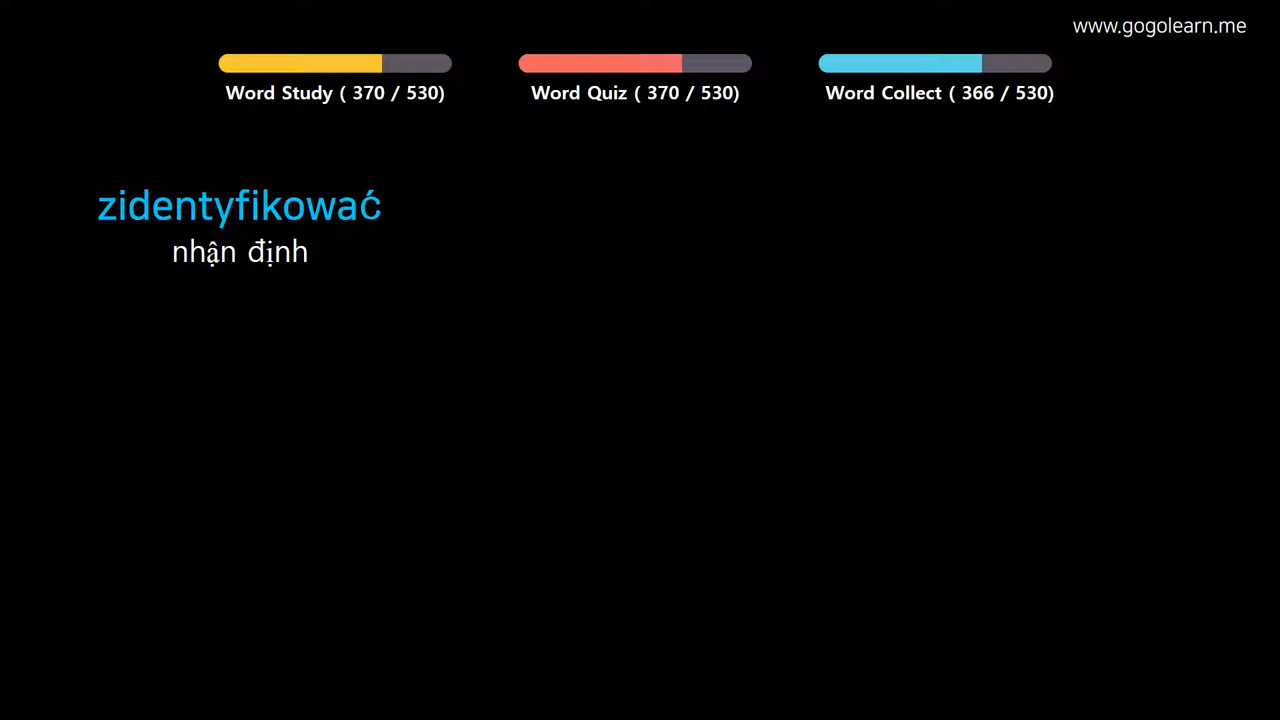 www.gogolearn.me
Word Study ( 370 / 530)
Word Quiz ( 370 / 530)
Word Collect ( 366 / 530)
zidentyfikować
nhận định